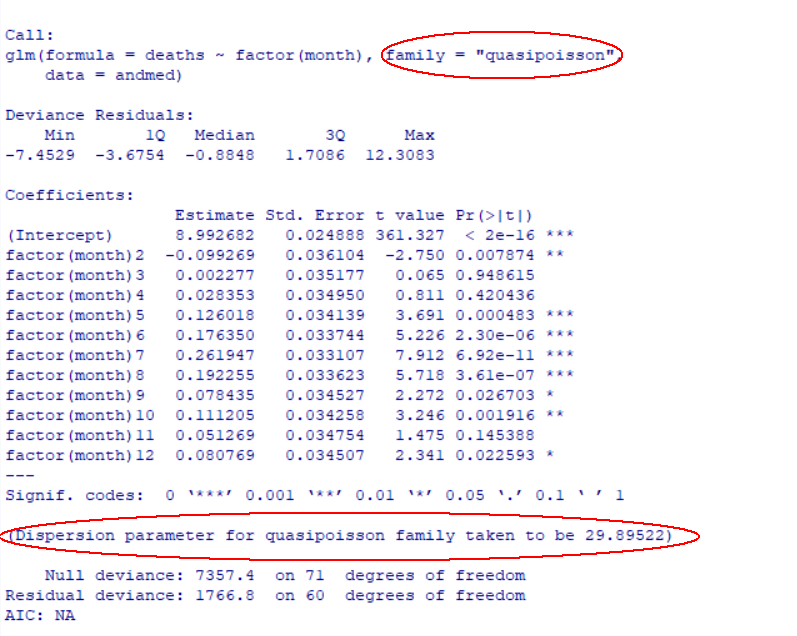 Call:
glm(formula = deaths ~ factor(month), family = "quasipoisson",
    data = andmed)

Deviance Residuals:
    Min       1Q   Median       3Q      Max
-7.4529  -3.6754  -0.8848   1.7086  12.3083

Coefficients:
                 Estimate Std. Error t value Pr(>|t|)
(Intercept)      8.992682   0.024888 361.327  < 2e-16 ***
factor(month)2  -0.099269   0.036104  -2.750 0.007874 **
factor(month)3   0.002277   0.035177   0.065 0.948615
factor(month)4   0.028353   0.034950   0.811 0.420436
factor(month)5   0.126018   0.034139   3.691 0.000483 ***
factor(month)6   0.176350   0.033744   5.226 2.30e-06 ***
factor(month)7   0.261947   0.033107   7.912 6.92e-11 ***
factor(month)8   0.192255   0.033623   5.718 3.61e-07 ***
factor(month)9   0.078435   0.034527   2.272 0.026703 *
factor(month)10  0.111205   0.034258   3.246 0.001916 **
factor(month)11  0.051269   0.034754   1.475 0.145388
factor(month)12  0.080769   0.034507   2.341 0.022593 *
---
Signif. codes:  0 ‘***’ 0.001 ‘**’ 0.01 ‘*’ 0.05 ‘.’ 0.1 ‘ ’ 1

(Dispersion parameter for quasipoisson family taken to be 29.89522)

    Null deviance: 7357.4  on 71  degrees of freedom
Residual deviance: 1766.8  on 60  degrees of freedom
AIC: NA